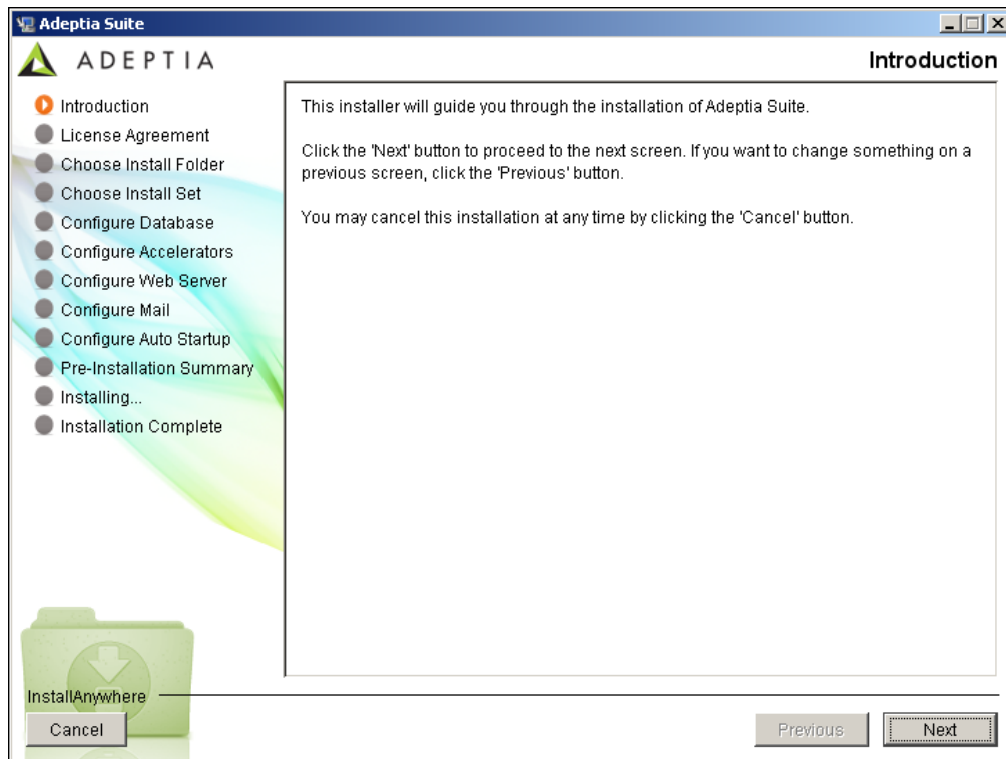 Adeptia Suite
ADEPTIA
Introduction
Introduction
License Agreement
Choose Install Folder
Choose Install Set
Configure Database
Configure Accelerators
Configure Web Server
Configure Mail
Configure Auto Startup
Pre-Installation Summary
Installing...
Installation Complete
This installer will guide you through the installation of Adeptia Suite.
Click the 'Next' button to proceed to the next screen. If you want to change something on a
previous screen, click the 'Previous' button.
You may cancel this installation at any time by clicking the 'Cancel' button.
InstallAnywhere
Cancel
Previous
Next